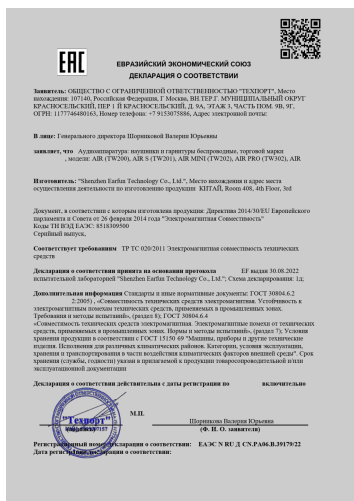 EAC
ЕВРАЗИЙСКИЙ ЭКОНОМИЧЕСКИЙ СОЮЗ
ДЕКЛАРАЦИЯ О СООТВЕТСТВИИ
Заявитель: ОБЩЕСТВО С ОГРАНИЧЕННОЙ ОТВЕТСТВЕННОСТЬЮ "ТЕХПОРТ", Место
нахождения: 107140, Российская Федерация, Г Москва, ВН.ТЕР.Г. МУНИЦИПАЛЬНЫЙ ОКРУГ
КРАСНОСЕЛЬСКИЙ, ПЕР 1 Й КРАСНОСЕЛЬСКИЙ, Д. 9А, ЭТАЖ 3, ЧАСТЬ ПОМ. 9В, 9Г,
ОГРН: 1177746480163, Номер телефона: +7 9153075886, Адрес электронной почты:
В лице: Генерального директора Шорникова Валерия Юрьевны
заявляет, что Аудиоаппаратура: наушники и гарнитуры беспроводные, торговой марки
, модели: AIR (TW200), AIR S (TW201), AIR MINI (TW202), AIR PRO (TW302), AIR
Изготовитель: "Shenzhen Earfun Technology Co., Ltd.", Место нахождения и адрес места
осуществления деятельности по изготовлению продукции КИТАЙ, Room 408, 4th Floor, 3rd
Документ, в соответствии с которым изготовлена продукция: Директива 2014/30/EU Европейского
парламента и Совета от 26 февраля 2014 года "Электромагнитная Совместимость"
Коды ТН ВЭД ЕАЭС: 8518309500
Серийный выпуск,
Соответствует требованиям ТР ТС 020/2011 Электромагнитная совместимость технических
средств
Декларация о соответствии принята на основании протокола EF выдан 30.08.2022
испытательной лабораторией "Shenzhen Earfun Technology Co., Ltd."; Схема декларирования: 1д;
Дополнительная информация Стандарты и иные нормативные документы: ГОСТ 30804.6.2
2:2005) , «Совместимость технических средств электромагнитная. Устойчивость к
электромагнитным помехам технических средств, применяемых в промышленных зонах.
Требования и методы испытаний», (раздел 8); ГОСТ 30804.6.4
«Совместимость технических средств электромагнитная. Электромагнитные помехи от технических
средств, применяемых в промышленных зонах. Нормы и методы испытаний», (раздел 7); Условия
хранения продукции в соответствии с ГОСТ 15150 69 "Машины, приборы и другие технические
изделия. Исполнения для различных климатических районов. Категории, условия эксплуатации,
хранения и транспортирования в части воздействия климатических факторов внешней среды". Срок
хранения (службы, годности) указан в прилагаемой к продукции товаросопроводительной и/или
эксплуатационной документации
Декларация о соответствии действительна с даты регистрации по включительно
"Техпорт"
М.П.
Шорникова Валерия Юрьевна
(Ф. И. О. заявителя)
Регистрационный номер декларации о соответствии: ЕАЭС N RU Д CN.РА06.В.39179/22
Дата регистрации декларации о соответствии: